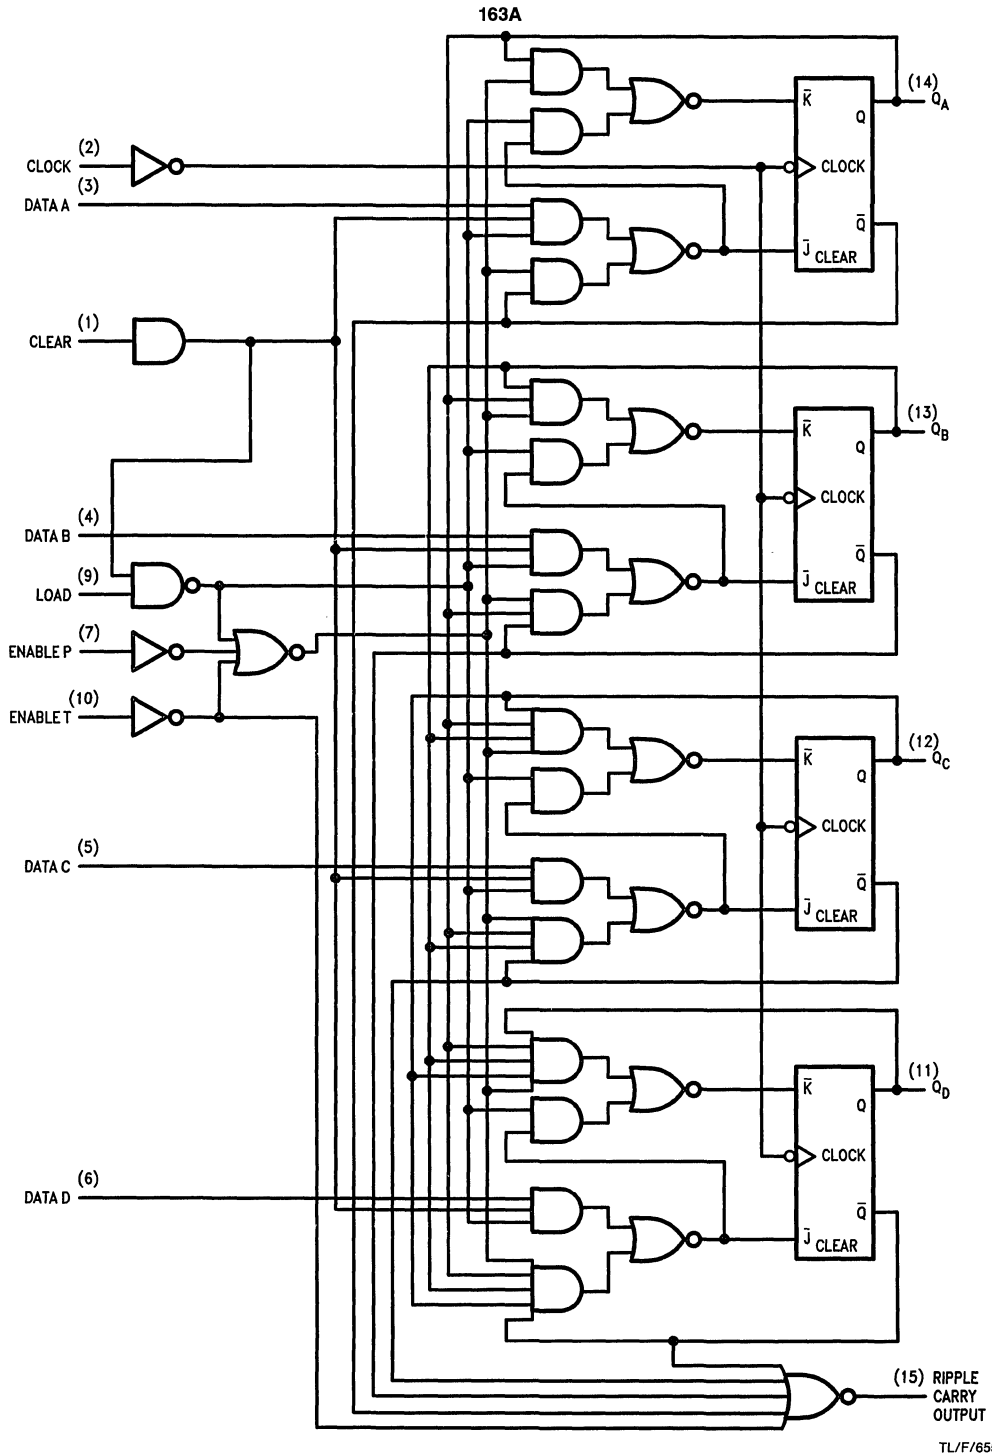 163A
(14)
K̅
Q_A
Q
(2)
CLOCK
CLOCK
(3)
DATA A
Q̅
J̅ CLEAR
(1)
CLEAR
(13)
K̅
Q_B
Q
CLOCK
(4)
DATA B
Q̅
(9)
LOAD
J̅ CLEAR
(7)
ENABLE P
(10)
ENABLE T
(12)
K̅
Q_C
Q
CLOCK
(5)
DATA C
Q̅
J̅ CLEAR
(11)
K̅
Q_D
Q
CLOCK
(6)
DATA D
Q̅
J̅ CLEAR
(15) RIPPLE
CARRY
OUTPUT